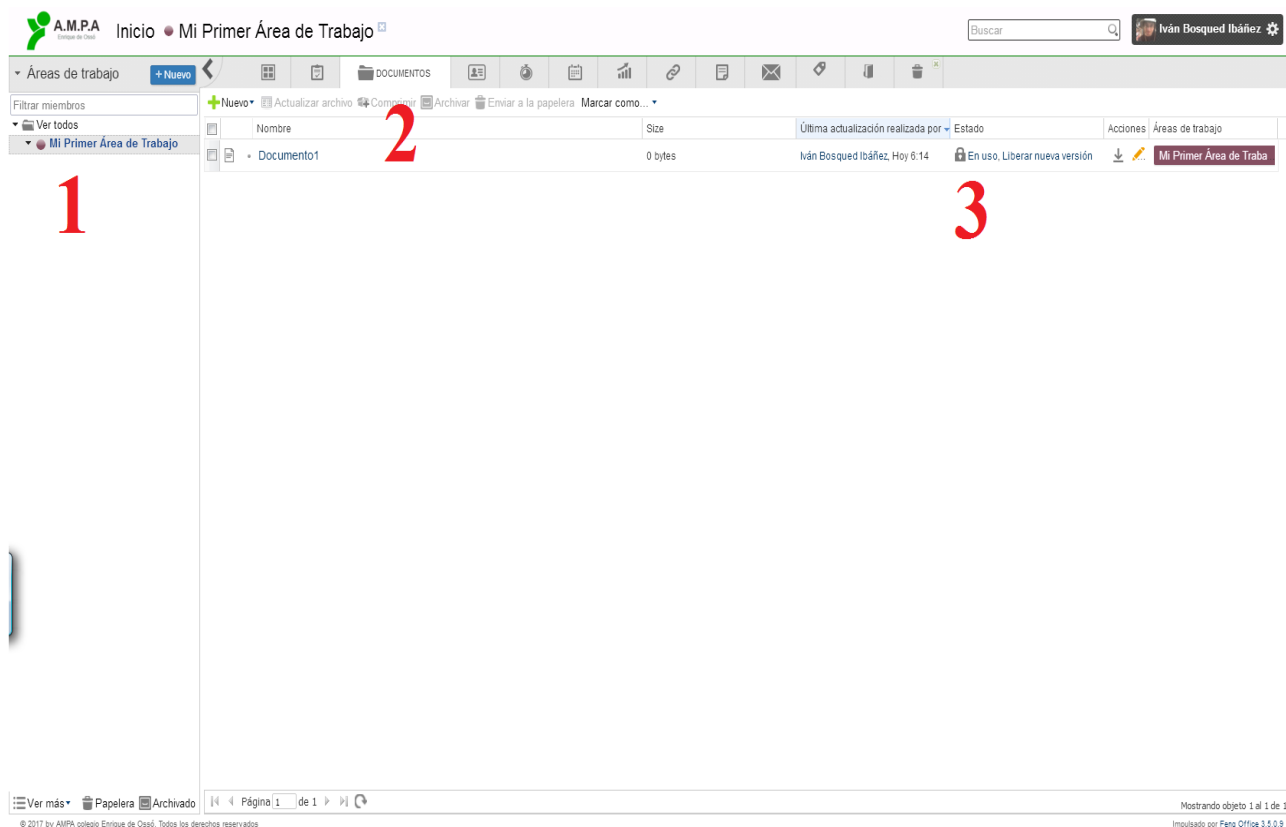 A.M.P.A
Enrique de Ossó
Inicio Mi Primer Área de Trabajo
Buscar
Iván Bosqued Ibáñez
Áreas de trabajo
+ Nuevo
DOCUMENTOS
Filtrar miembros
Nuevo Actualizar archivo Comprimir Archivar Enviar a la papelera Marcar como...
Ver todos
Mi Primer Área de Trabajo
Nombre Size Última actualización realizada por Estado Acciones Áreas de trabajo
Documento1 0 bytes Iván Bosqued Ibáñez, Hoy 6:14 En uso, Liberar nueva versión Mi Primer Área de Traba
1
2
3
Ver más Papelera Archivado
Página 1 de 1
Mostrando objeto 1 al 1 de 1
© 2017 by AMPA colegio Enrique de Ossó. Todos los derechos reservados
Impulsado por Feng Office 3.5.0.9